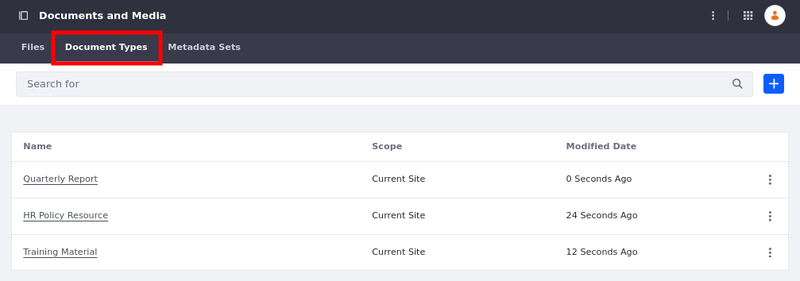 Documents and Media
Files Document Types Metadata Sets
Search for
Name Scope Modified Date
Quarterly Report Current Site 0 Seconds Ago
HR Policy Resource Current Site 24 Seconds Ago
Training Material Current Site 12 Seconds Ago